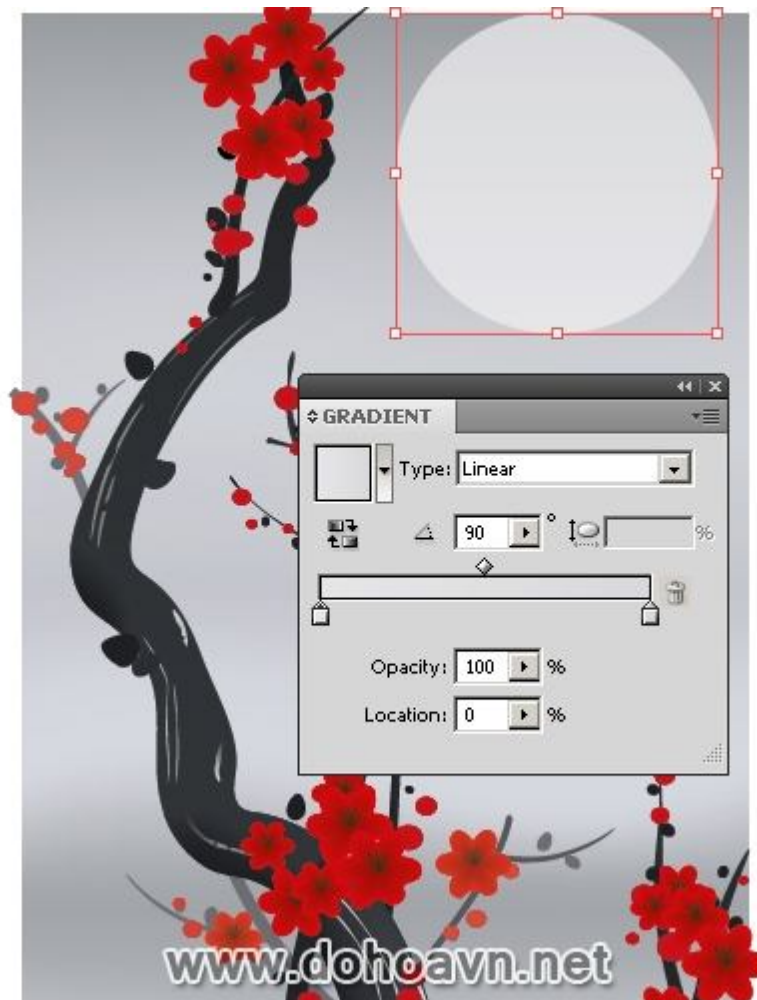 GRADIENT
Type: Linear
90 ° %
Opacity: 100 %
Location: 0 %
www.dohoavn.net